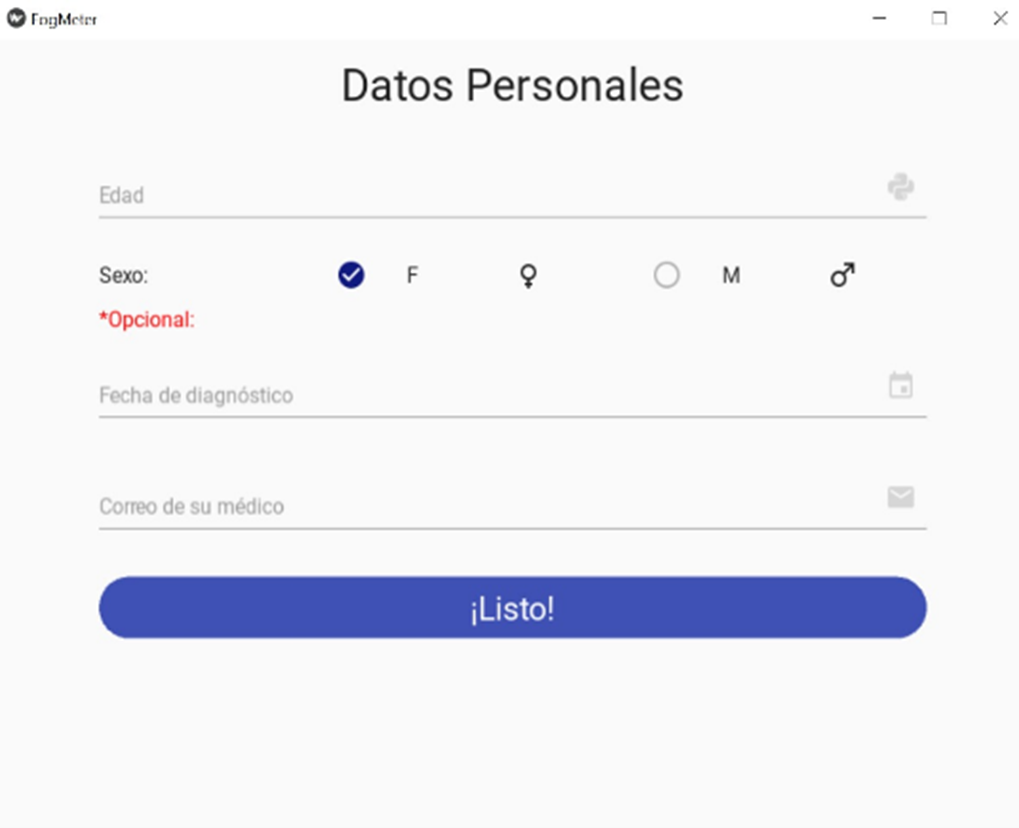 FogMeter
Datos Personales
Edad
Sexo: F ♀ M ♂
*Opcional:
Fecha de diagnóstico
Correo de su médico
¡Listo!